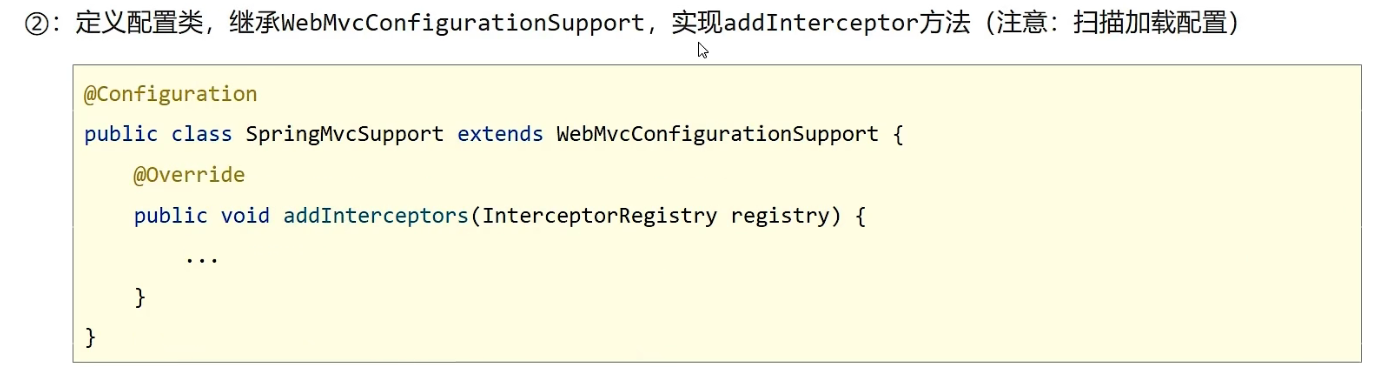 ②：定义配置类，继承WebMvcConfigurationSupport，实现addInterceptor方法（注意：扫描加载配置）
@Configuration
public class SpringMvcSupport extends WebMvcConfigurationSupport {
    @Override
    public void addInterceptors(InterceptorRegistry registry) {
        ...
    }
}